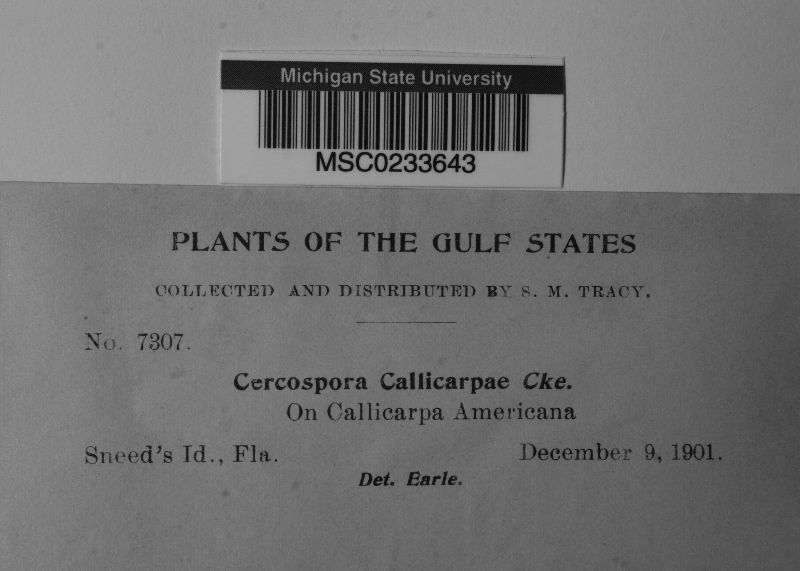 Michigan State University
MSC0233643
PLANTS OF THE GULF STATES
COLLECTED AND DISTRIBUTED BY S. M. TRACY.
No. 7307.
Cercospora Callicarpae Cke.
On Callicarpa Americana
Sneed's Id., Fla. December 9, 1901.
Det. Earle.